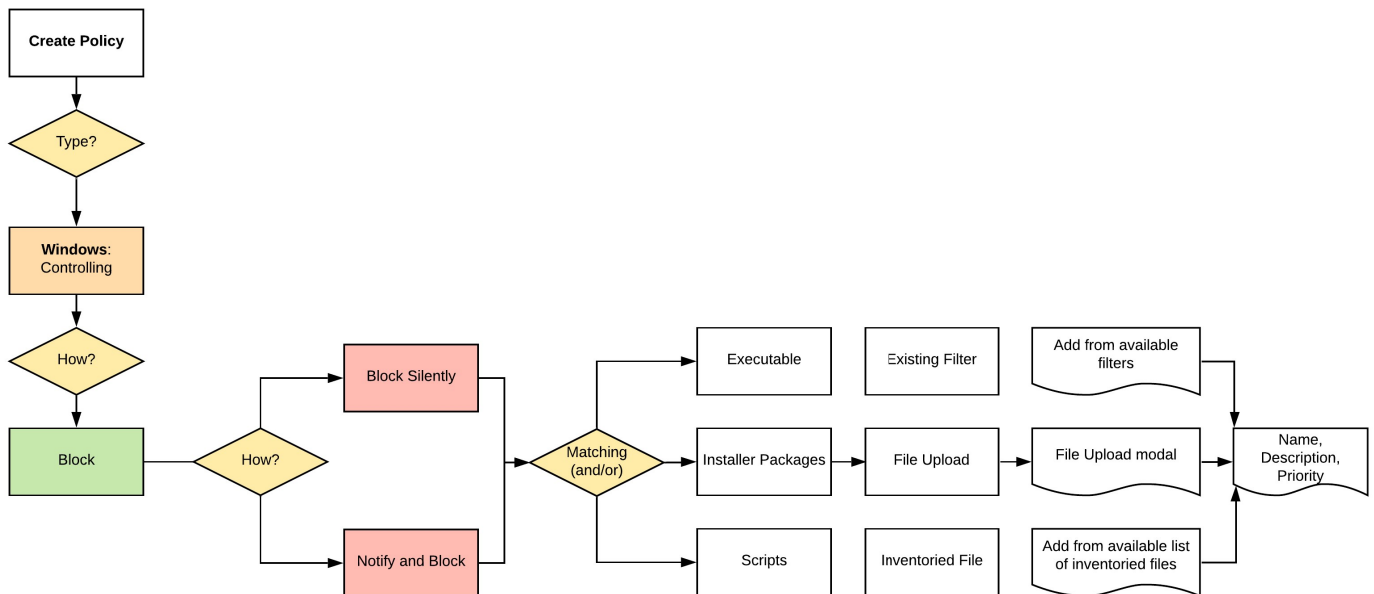 Create Policy
Type?
Windows:
Controlling
How?
Block
How?
Block Silently
Notify and Block
Matching
(and/or)
Executable
Installer Packages
Scripts
Existing Filter
File Upload
Inventoried File
Add from available
filters
File Upload modal
Add from available list
of inventoried files
Name,
Description,
Priority